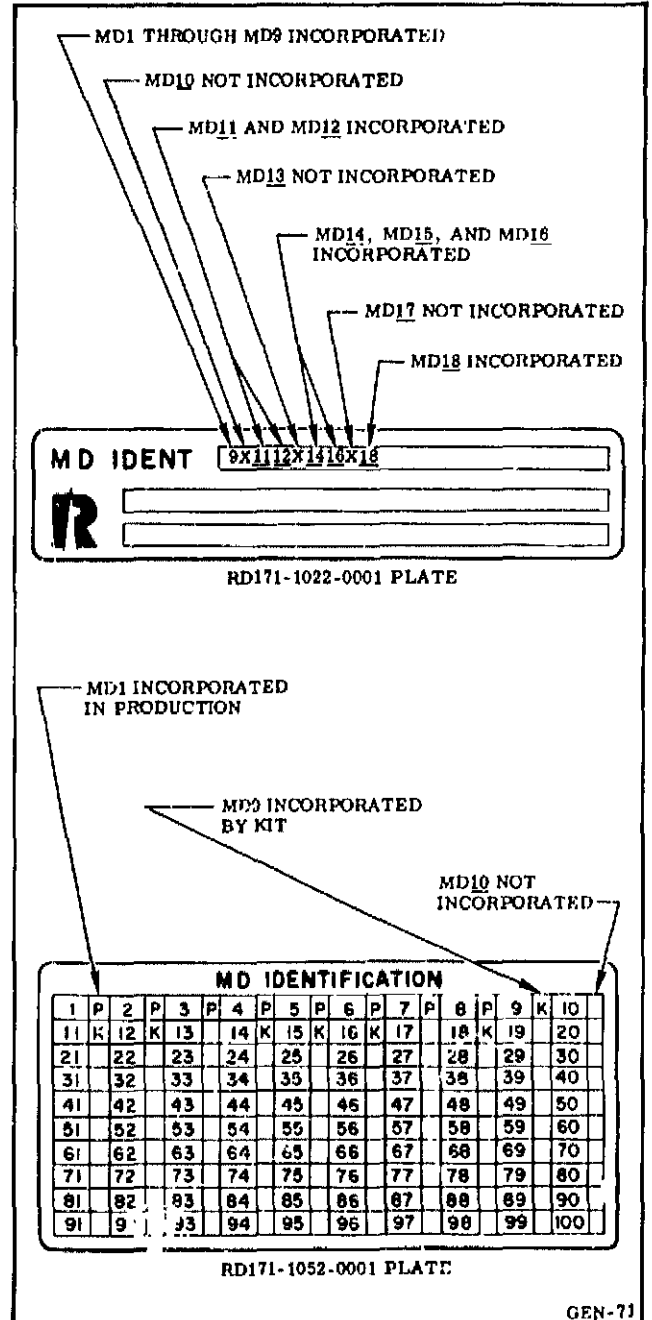 MD1 THROUGH MD9 INCORPORATED
MD10 NOT INCORPORATED
MD11 AND MD12 INCORPORATED
MD13 NOT INCORPORATED
MD14, MD15, AND MD16
INCORPORATED
MD17 NOT INCORPORATED
MD18 INCORPORATED
MD IDENT 9X1112X1416X18
R
RD171-1022-0001 PLATE
MD1 INCORPORATED
IN PRODUCTION
MD9 INCORPORATED
BY KIT
MD10 NOT
INCORPORATED
MD IDENTIFICATION
1 P 2 P 3 P 4 P 5 P 6 P 7 P 8 P 9 K 10
11 K 12 K 13 14 K 15 K 16 K 17 18 K 19 20
21 22 23 24 25 26 27 28 29 30
31 32 33 34 35 36 37 38 39 40
41 42 43 44 45 46 47 48 49 50
51 52 53 54 55 56 57 58 59 60
61 62 63 64 65 66 67 68 69 70
71 72 73 74 75 76 77 78 79 80
81 82 83 84 85 86 87 88 89 90
91 93 94 95 96 97 98 99 100
RD171-1052-0001 PLATE
GEN-71